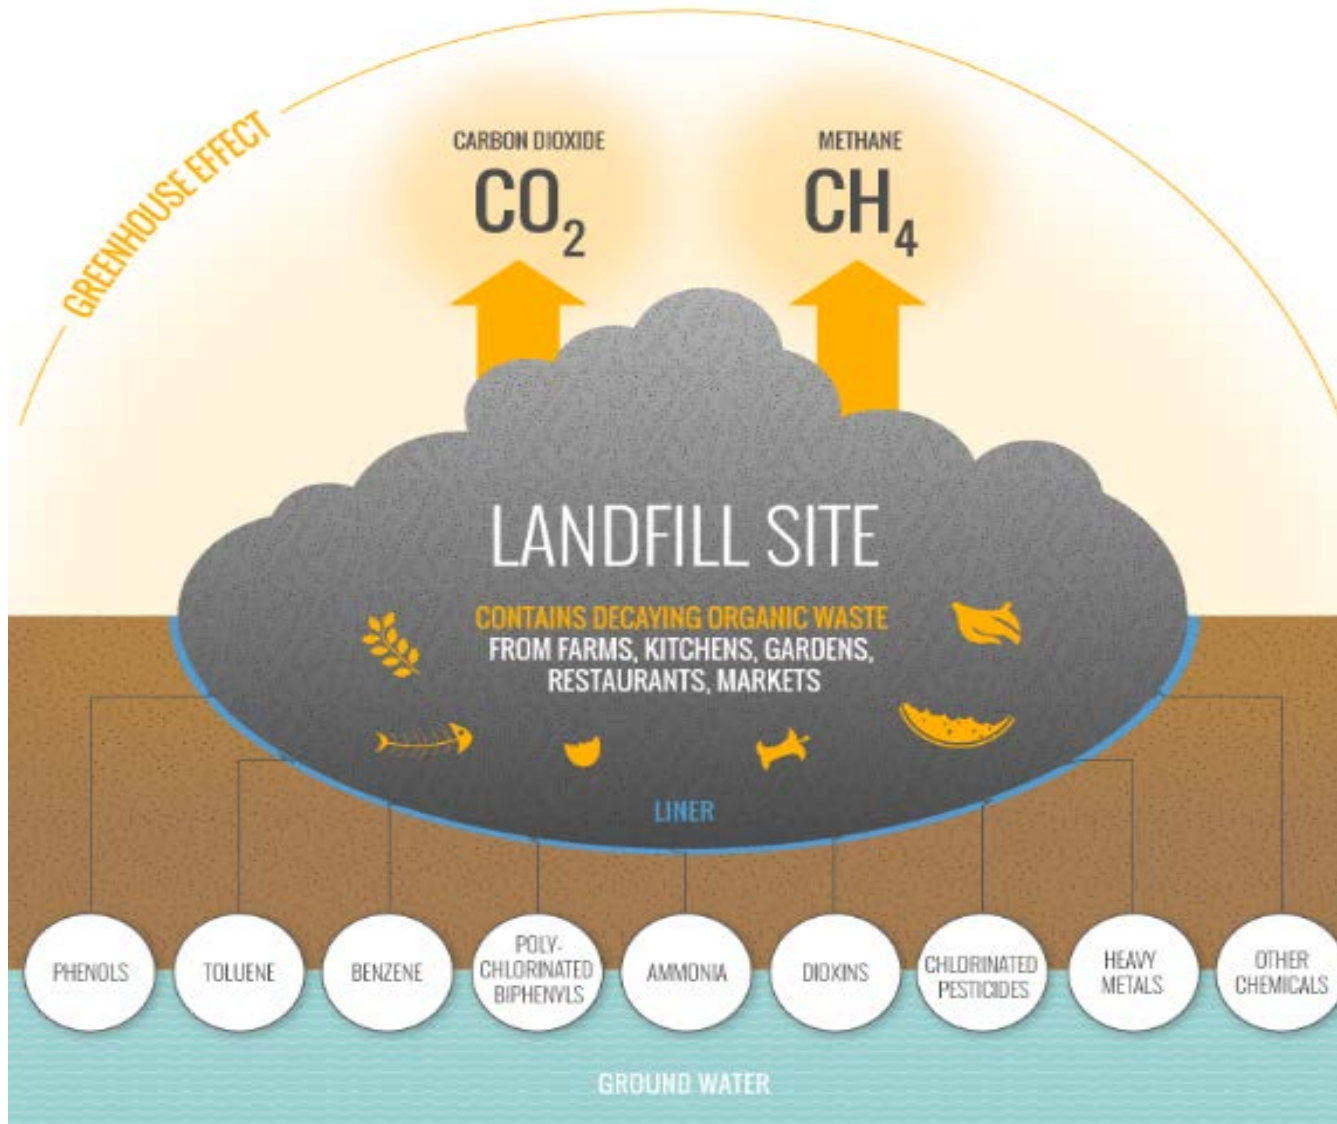 GREENHOUSE EFFECT
CARBON DIOXIDE
CO₂
METHANE
CH₄
LANDFILL SITE
CONTAINS DECAYING ORGANIC WASTE
FROM FARMS, KITCHENS, GARDENS,
RESTAURANTS, MARKETS
LINER
PHENOLS
TOLUENE
BENZENE
POLY-
CHLORINATED
BIPHENYLS
AMMONIA
DIOXINS
CHLORINATED
PESTICIDES
HEAVY
METALS
OTHER
CHEMICALS
GROUND WATER